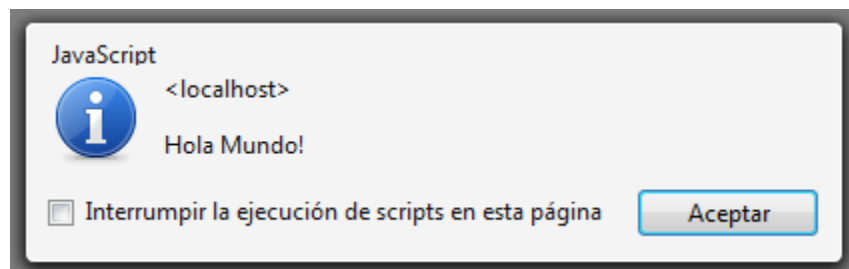 JavaScript
<localhost>
Hola Mundo!
Interrumpir la ejecución de scripts en esta página
Aceptar